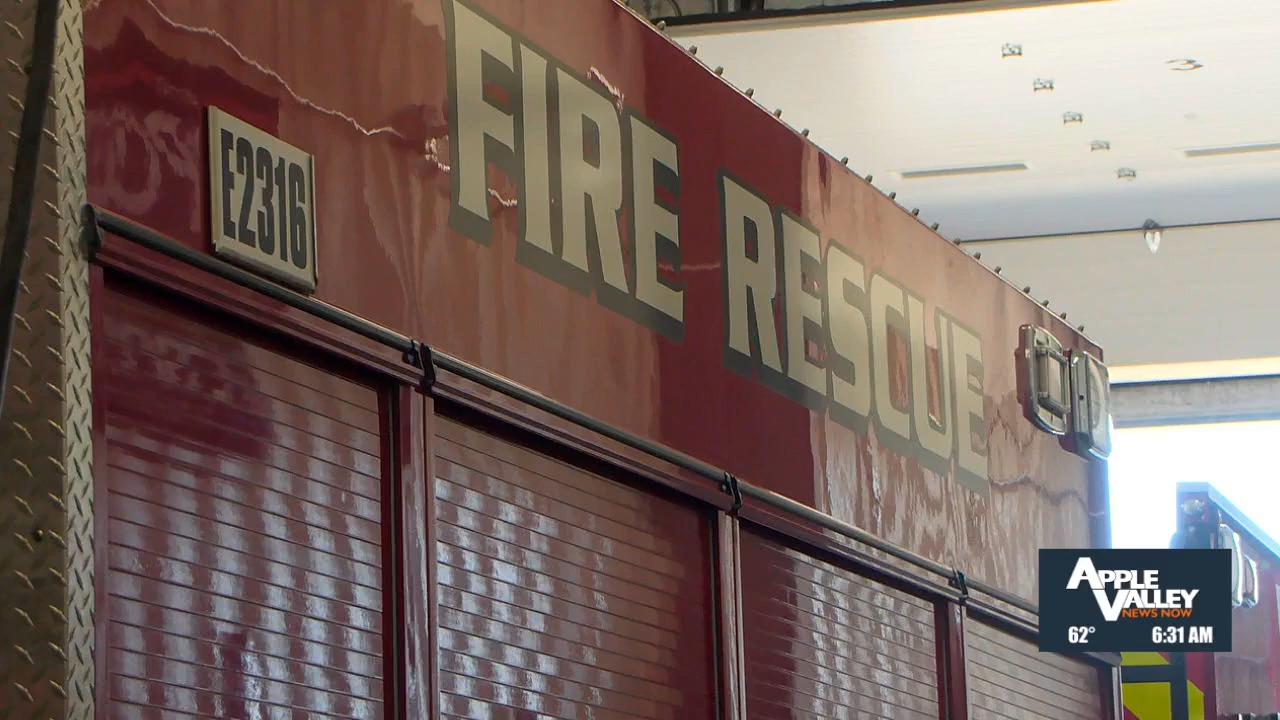 E2316
FIRE RESCUE
APPLE
VALLEY
NEWS NOW
62° 6:31 AM